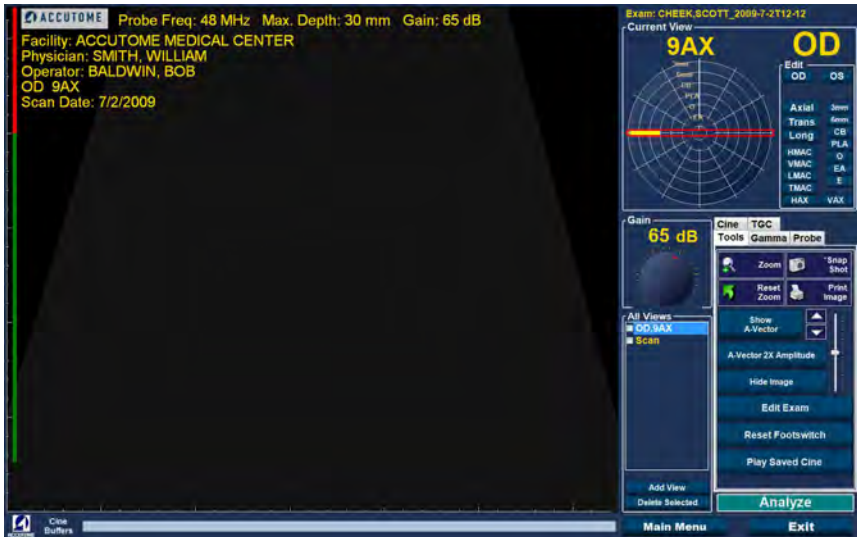 ACCUTOME Probe Freq: 48 MHz Max. Depth: 30 mm Gain: 65 dB
Facility: ACCUTOME MEDICAL CENTER
Physician: SMITH, WILLIAM
Operator: BALDWIN, BOB
OD 9AX
Scan Date: 7/2/2009
Exam: CHEEK,SCOTT_2009-7-2T12-12
Current View
9AX
OD
Edit
OD OS
Axial 3mm
Trans 6mm
Long CB
PLA
HMAC O
VMAC
LMAC EA
TMAC E
HAX VAX
PLA
O
Gain
65 dB
Cine TGC
Tools Gamma Probe
Zoom
*Snap Shot
Reset Zoom
Print Image
Show A-Vector
A-Vector 2X Amplitude
Hide Image
Edit Exam
Reset Footswitch
Play Saved Cine
All Views
OD,9AX
Scan
Add View
Delete Selected
Analyze
ACCUTOME
Cine Buffers
Main Menu
Exit